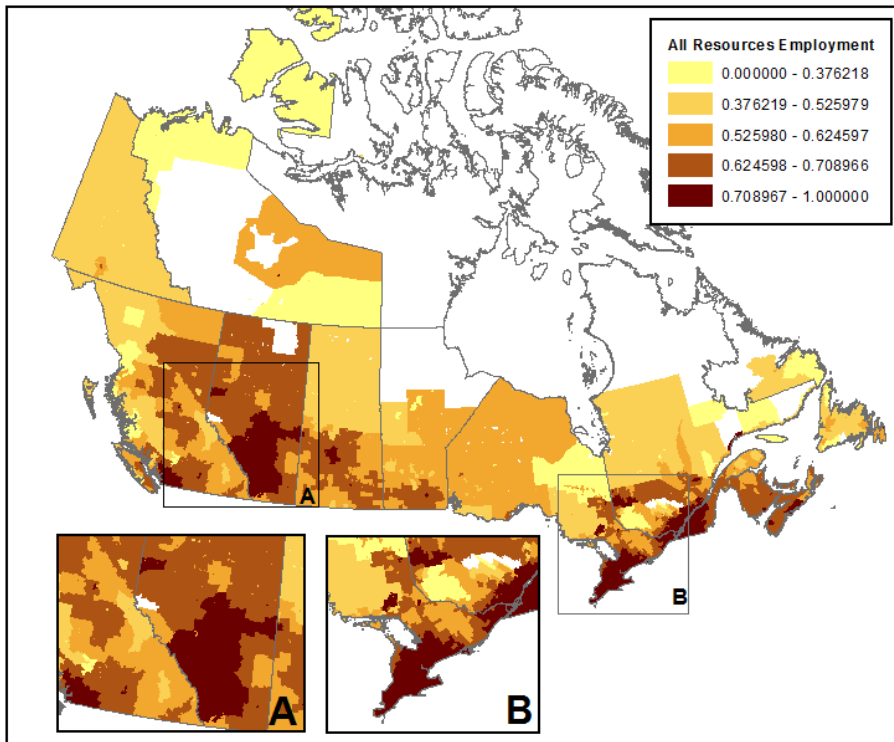 All Resources Employment
0.000000 - 0.376218
0.376219 - 0.525979
0.525980 - 0.624597
0.624598 - 0.708966
0.708967 - 1.000000
A
B
A
B